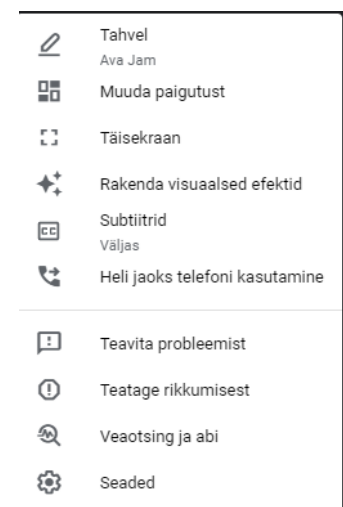 Tahvel
Ava Jam
Muuda paigutust
Täisekraan
Rakenda visuaalsed efektid
Subtiitrid
CC
Väljas
Heli jaoks telefoni kasutamine
Teavita probleemist
Teatage rikkumisest
Veaotsing ja abi
Seaded